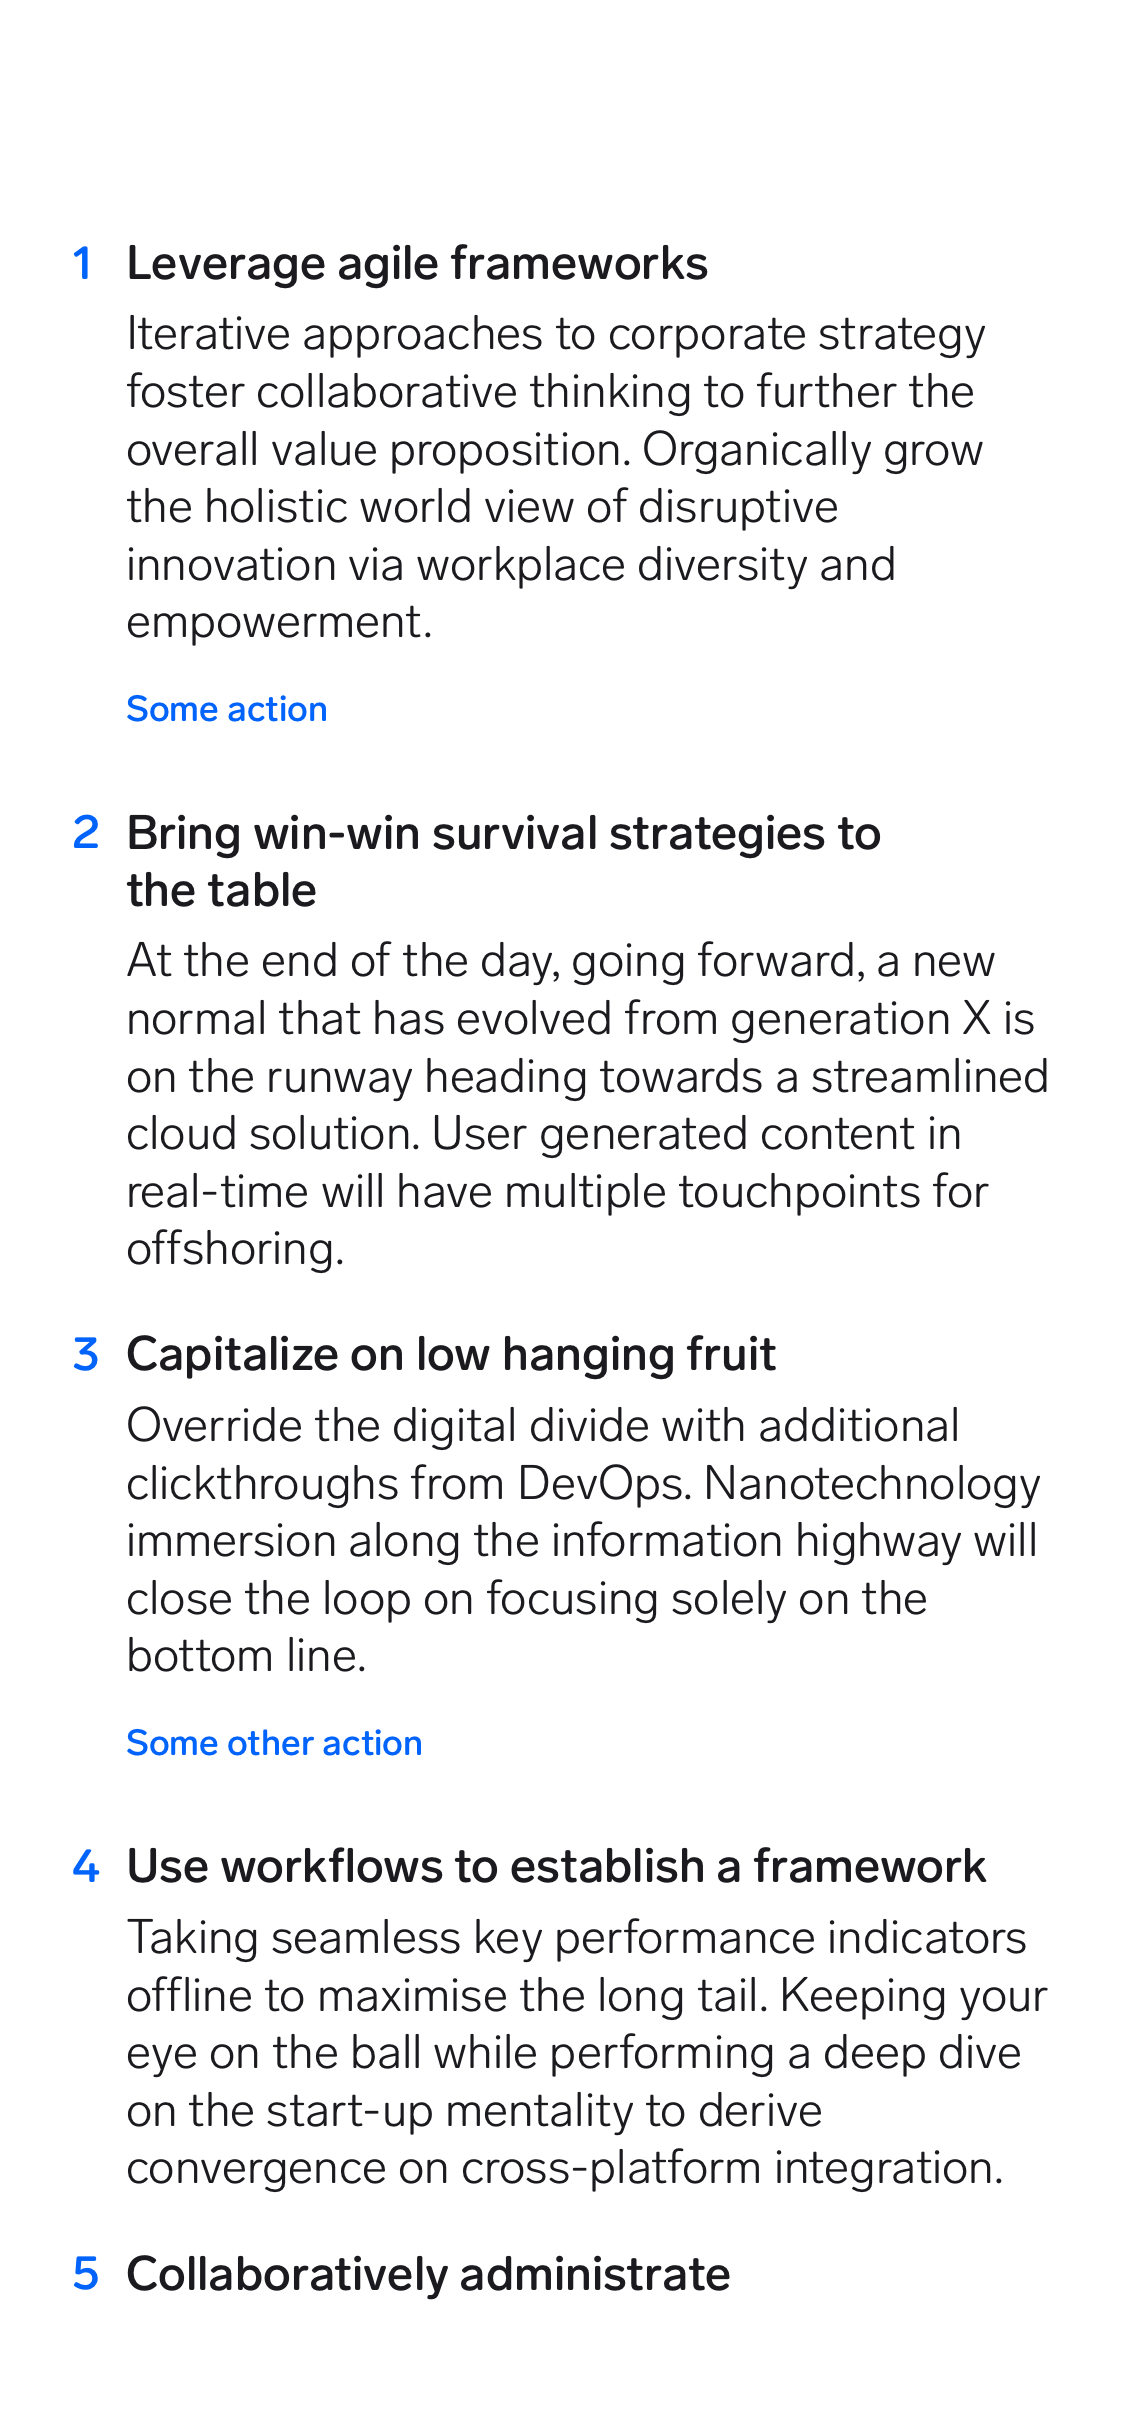 1 Leverage agile frameworks
Iterative approaches to corporate strategy
foster collaborative thinking to further the
overall value proposition. Organically grow
the holistic world view of disruptive
innovation via workplace diversity and
empowerment.
Some action
2 Bring win-win survival strategies to
the table
At the end of the day, going forward, a new
normal that has evolved from generation X is
on the runway heading towards a streamlined
cloud solution. User generated content in
real-time will have multiple touchpoints for
offshoring.
3 Capitalize on low hanging fruit
Override the digital divide with additional
clickthroughs from DevOps. Nanotechnology
immersion along the information highway will
close the loop on focusing solely on the
bottom line.
Some other action
4 Use workflows to establish a framework
Taking seamless key performance indicators
offline to maximise the long tail. Keeping your
eye on the ball while performing a deep dive
on the start-up mentality to derive
convergence on cross-platform integration.
5 Collaboratively administrate